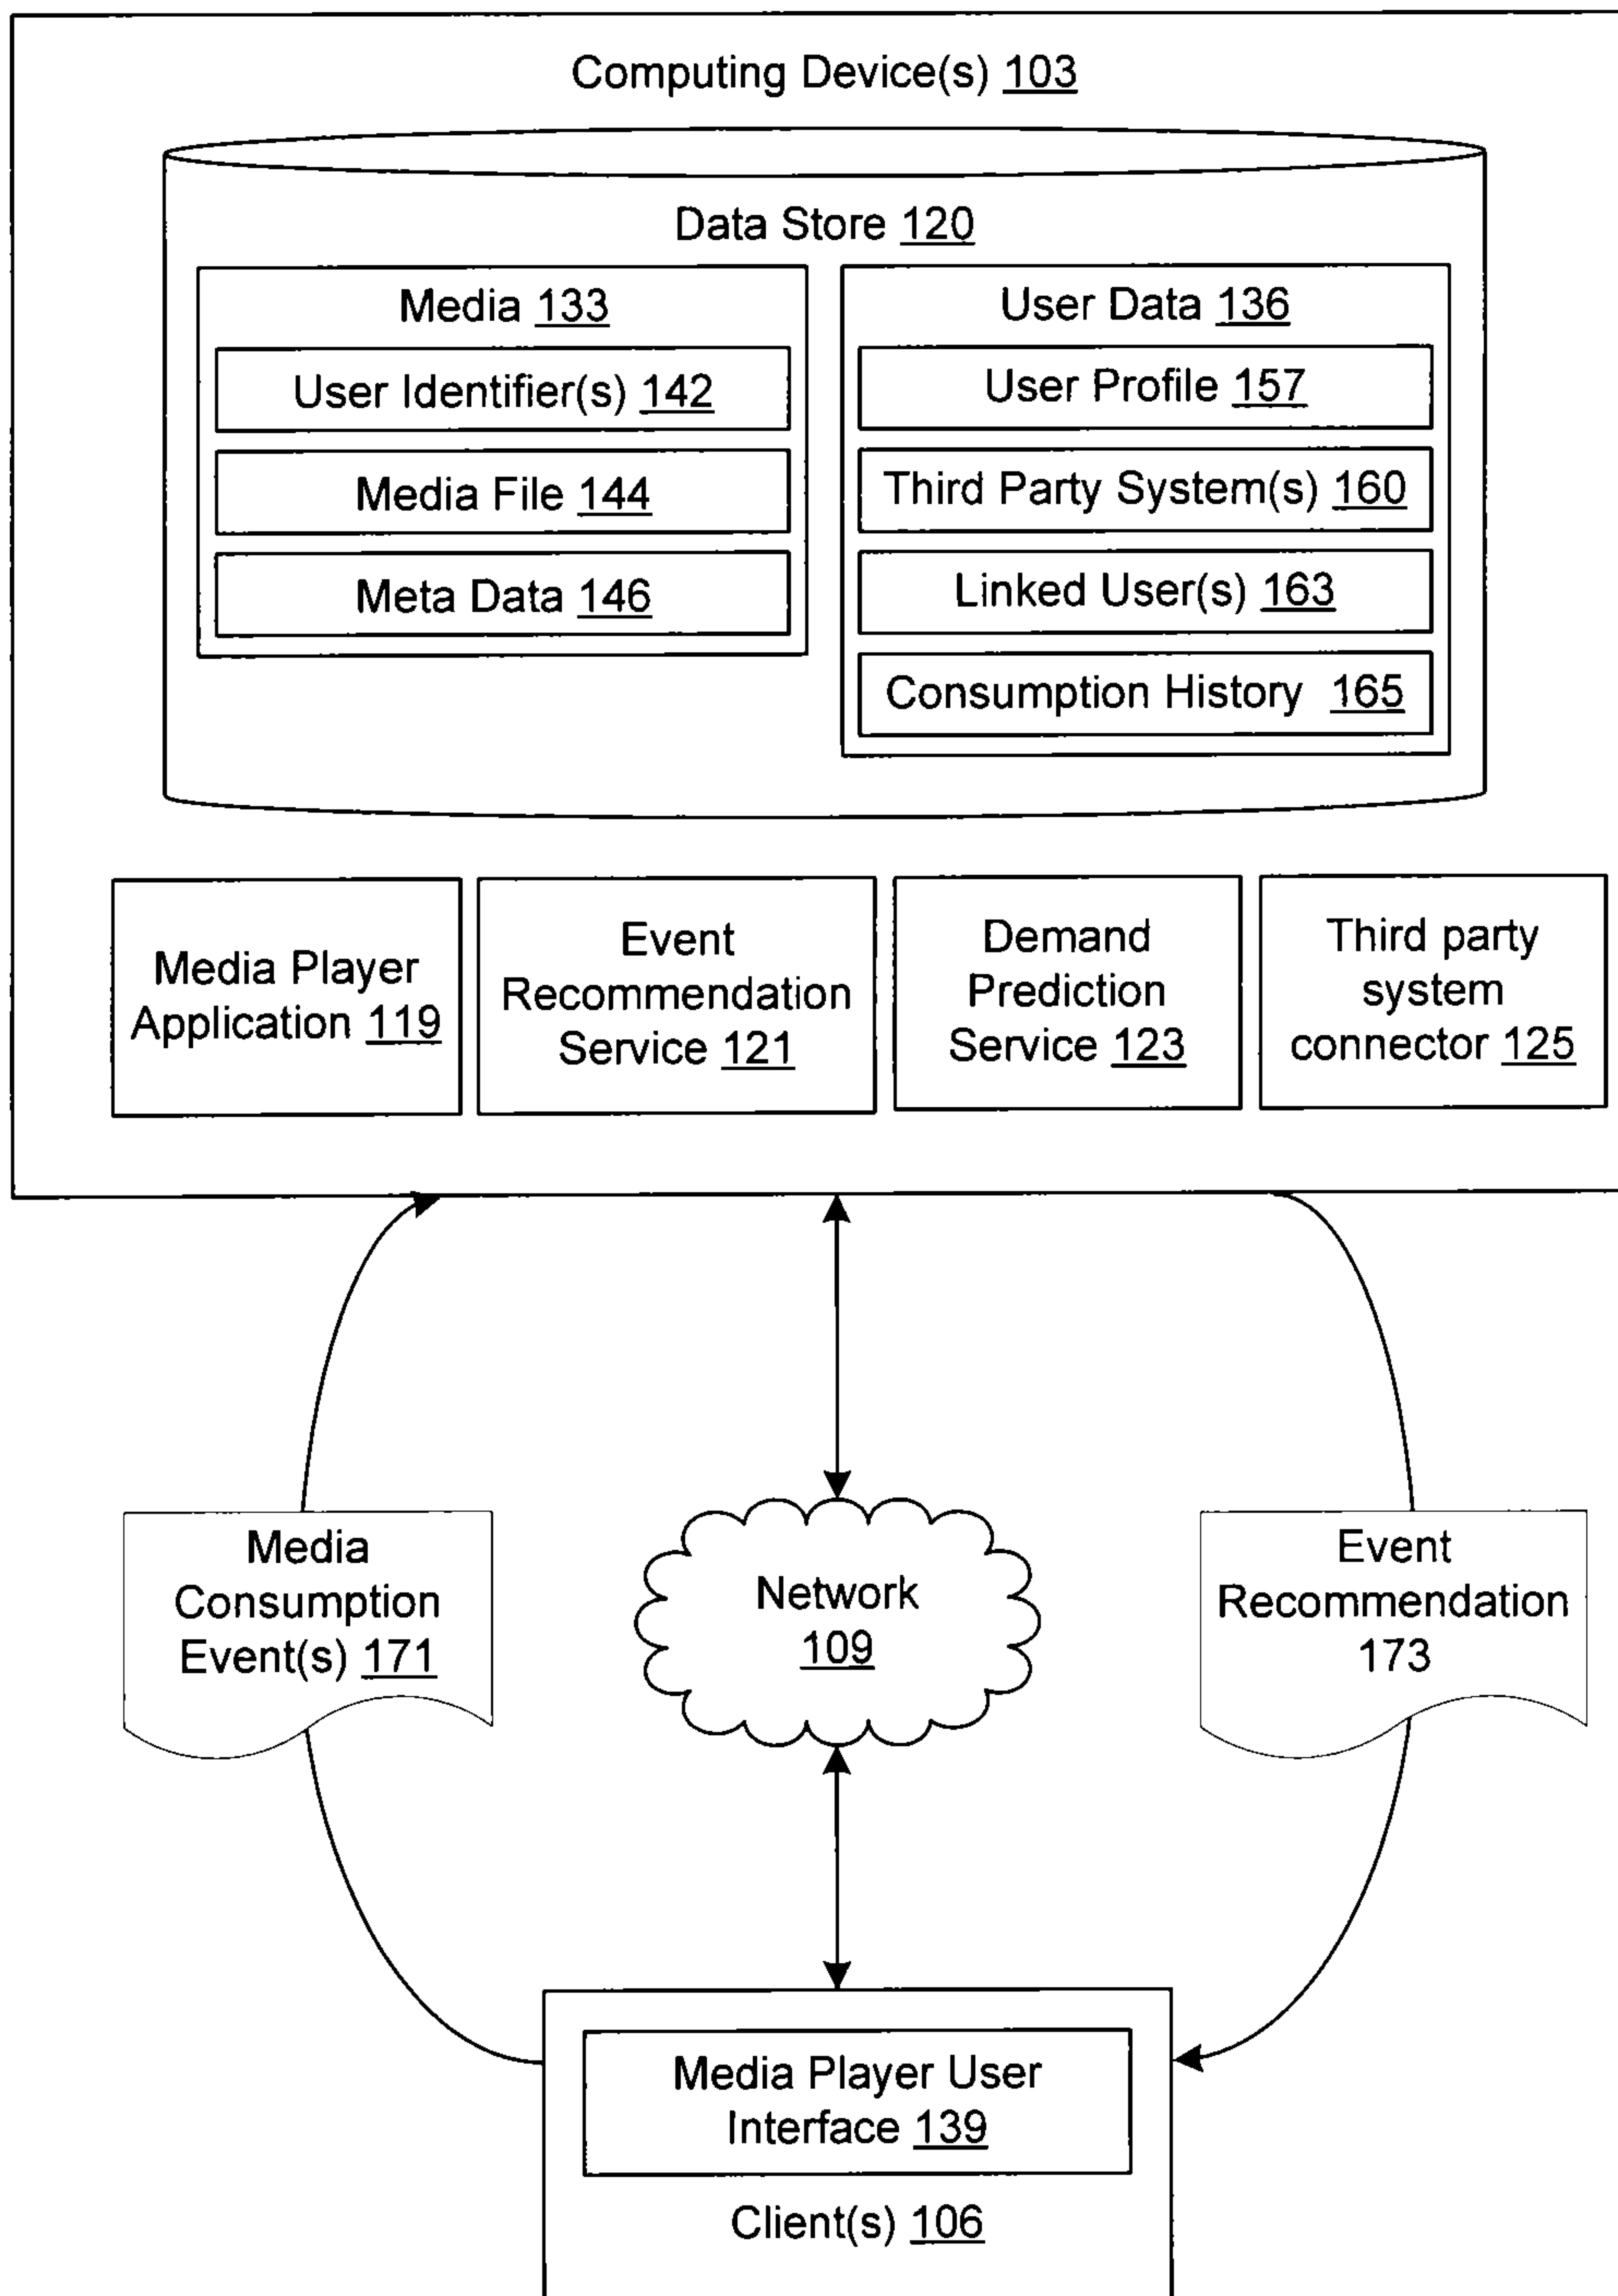 Computing Device(s) 103
Data Store 120
Media 133
User Identifier(s) 142
Media File 144
Meta Data 146
User Data 136
User Profile 157
Third Party System(s) 160
Linked User(s) 163
Consumption History 165
Media Player
Application 119
Event
Recommendation
Service 121
Demand
Prediction
Service 123
Third party
system
connector 125
Media
Consumption
Event(s) 171
Network
109
Event
Recommendation
173
Media Player User
Interface 139
Client(s) 106